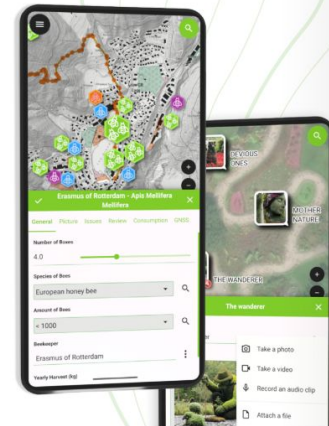 Erasmus of Rotterdam - Apis Mellifera
Mellifera
General Picture Issues Review Consumption GNSS
Number of Boxes
4.0
Species of Bees
European honey bee
Amount of Bees
< 1000
Beekeeper
Erasmus of Rotterdam
Yearly Harvest (kg)
DEVIOUS
ONES
MOTHER
NATURE
THE WANDERER
The wanderer
Take a photo
Take a video
Record an audio clip
Attach a file